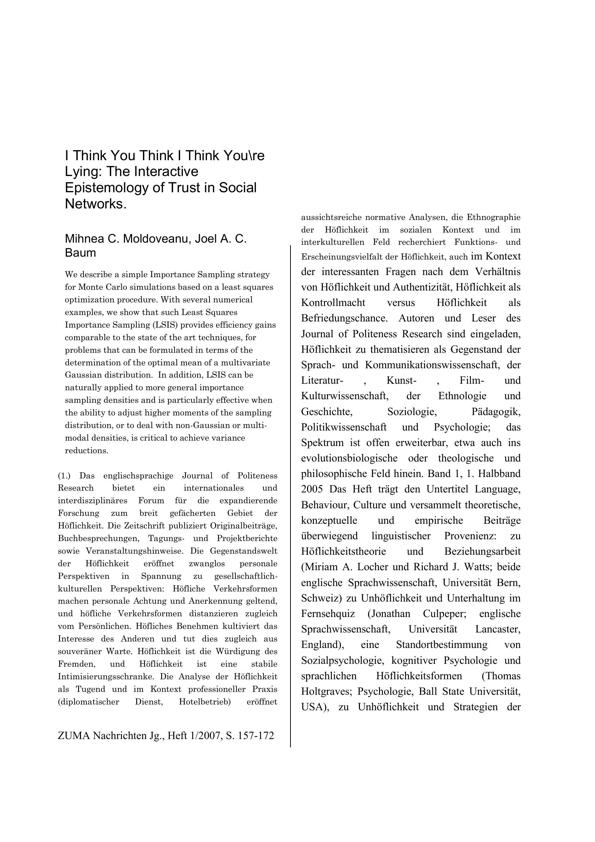 I Think You Think I Think You\re
Lying: The Interactive
Epistemology of Trust in Social
Networks.
Mihnea C. Moldoveanu, Joel A. C.
Baum
We describe a simple Importance Sampling strategy
for Monte Carlo simulations based on a least squares
optimization procedure. With several numerical
examples, we show that such Least Squares
Importance Sampling (LSIS) provides efficiency gains
comparable to the state of the art techniques, for
problems that can be formulated in terms of the
determination of the optimal mean of a multivariate
Gaussian distribution. In addition, LSIS can be
naturally applied to more general importance
sampling densities and is particularly effective when
the ability to adjust higher moments of the sampling
distribution, or to deal with non-Gaussian or multi-
modal densities, is critical to achieve variance
reductions.
(1.) Das englischsprachige Journal of Politeness
Research bietet ein internationales und
interdisziplinäres Forum für die expandierende
Forschung zum breit gefächerten Gebiet der
Höflichkeit. Die Zeitschrift publiziert Originalbeiträge,
Buchbesprechungen, Tagungs- und Projektberichte
sowie Veranstaltungshinweise. Die Gegenstandswelt
der Höflichkeit eröffnet zwanglos personale
Perspektiven in Spannung zu gesellschaftlich-
kulturellen Perspektiven: Höfliche Verkehrsformen
machen personale Achtung und Anerkennung geltend,
und höfliche Verkehrsformen distanzieren zugleich
vom Persönlichen. Höfliches Benehmen kultiviert das
Interesse des Anderen und tut dies zugleich aus
souveräner Warte. Höflichkeit ist die Würdigung des
Fremden, und Höflichkeit ist eine stabile
Intimisierungsschranke. Die Analyse der Höflichkeit
als Tugend und im Kontext professioneller Praxis
(diplomatischer Dienst, Hotelbetrieb) eröffnet
ZUMA Nachrichten Jg., Heft 1/2007, S. 157-172
aussichtsreiche normative Analysen, die Ethnographie
der Höflichkeit im sozialen Kontext und im
interkulturellen Feld recherchiert Funktions- und
Erscheinungsvielfalt der Höflichkeit, auch im Kontext
der interessanten Fragen nach dem Verhältnis
von Höflichkeit und Authentizität, Höflichkeit als
Kontrollmacht versus Höflichkeit als
Befriedungschance. Autoren und Leser des
Journal of Politeness Research sind eingeladen,
Höflichkeit zu thematisieren als Gegenstand der
Sprach- und Kommunikationswissenschaft, der
Literatur- , Kunst- , Film- und
Kulturwissenschaft, der Ethnologie und
Geschichte, Soziologie, Pädagogik,
Politikwissenschaft und Psychologie; das
Spektrum ist offen erweiterbar, etwa auch ins
evolutionsbiologische oder theologische und
philosophische Feld hinein. Band 1, 1. Halbband
2005 Das Heft trägt den Untertitel Language,
Behaviour, Culture und versammelt theoretische,
konzeptuelle und empirische Beiträge
überwiegend linguistischer Provenienz: zu
Höflichkeitstheorie und Beziehungsarbeit
(Miriam A. Locher und Richard J. Watts; beide
englische Sprachwissenschaft, Universität Bern,
Schweiz) zu Unhöflichkeit und Unterhaltung im
Fernsehquiz (Jonathan Culpeper; englische
Sprachwissenschaft, Universität Lancaster,
England), eine Standortbestimmung von
Sozialpsychologie, kognitiver Psychologie und
sprachlichen Höflichkeitsformen (Thomas
Holtgraves; Psychologie, Ball State Universität,
USA), zu Unhöflichkeit und Strategien der